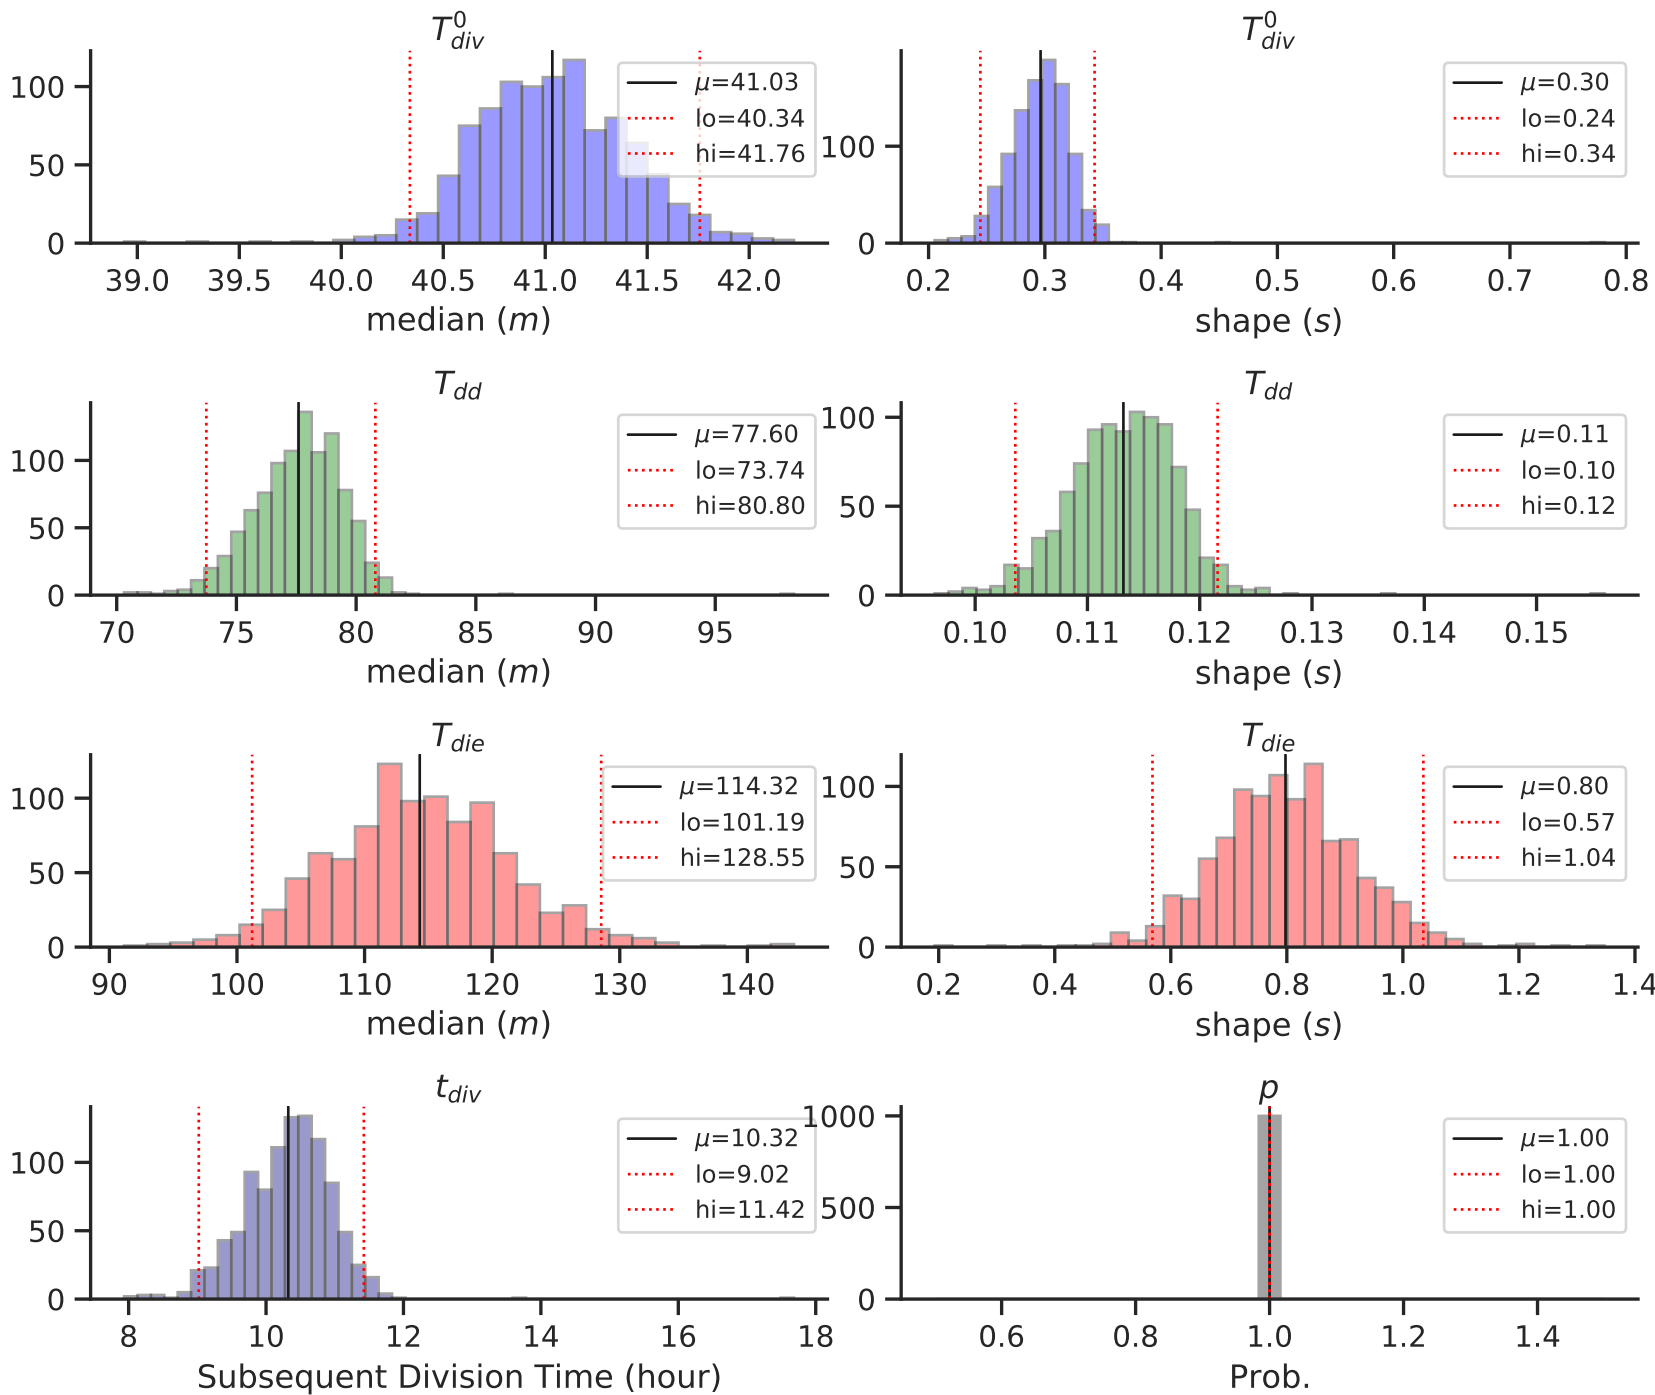 T⁰div
100
50
0
39.0 39.5 40.0 40.5 41.0 41.5 42.0
median (m)
μ=41.03
lo=40.34
hi=41.76
T⁰div
100
0
0.2 0.3 0.4 0.5 0.6 0.7 0.8
shape (s)
μ=0.30
lo=0.24
hi=0.34
Tdd
100
50
0
70 75 80 85 90 95
median (m)
μ=77.60
lo=73.74
hi=80.80
Tdd
100
50
0
0.10 0.11 0.12 0.13 0.14 0.15
shape (s)
μ=0.11
lo=0.10
hi=0.12
Tdie
100
50
0
90 100 110 120 130 140
median (m)
μ=114.32
lo=101.19
hi=128.55
Tdie
100
50
0
0.2 0.4 0.6 0.8 1.0 1.2 1.4
shape (s)
μ=0.80
lo=0.57
hi=1.04
tdiv
100
50
0
8 10 12 14 16 18
Subsequent Division Time (hour)
μ=10.32
lo=9.02
hi=11.42
p
1000
500
0
0.6 0.8 1.0 1.2 1.4
Prob.
μ=1.00
lo=1.00
hi=1.00